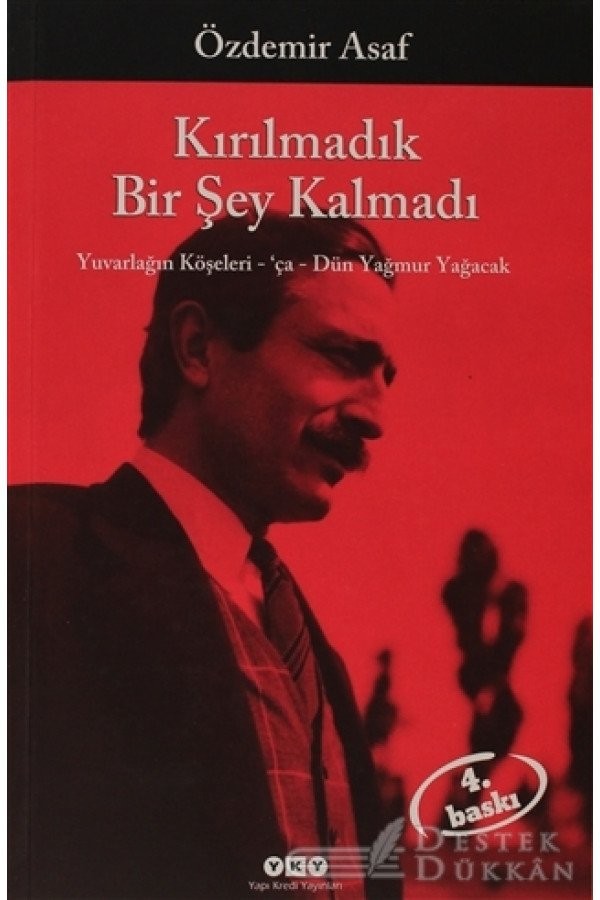 Özdemir Asaf
Kırılmadık
Bir Şey Kalmadı
Yuvarlağın Köşeleri - 'ça - Dün Yağmur Yağacak
4.
baskı
DESTEK
DÜKKÂN
YKY
Yapı Kredi Yayınları